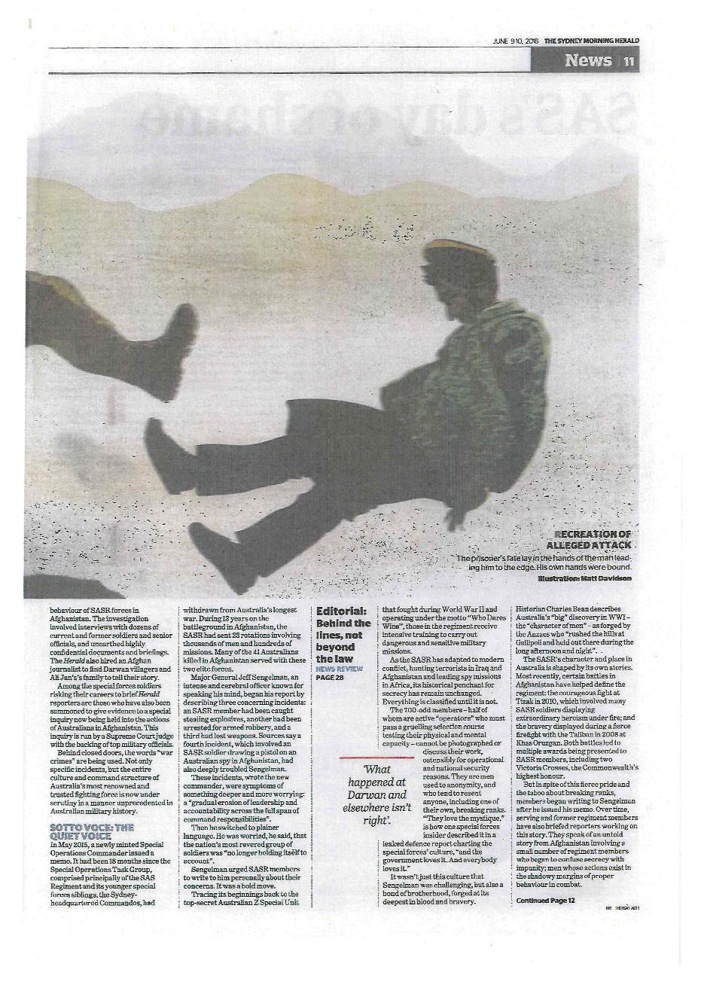 JUNE 9-10, 2018 THE SYDNEY MORNING HERALD
News 11
SAS's day of shame
RECREATION OF
ALLEGED ATTACK
The prisoner's fate lay in the hands of the man lead-
ing him to the edge. His own hands were bound.
Illustration: Matt Davidson
behaviour of SASR forces in
Afghanistan. The investigation
involved interviews with dozens of
current and former soldiers and senior
officials, and unearthed highly
confidential documents and briefings.
The Herald also hired an Afghan
journalist to find Darwan villagers and
Ali Jan's family to tell their story.
Among the special forces soldiers
risking their careers to brief Herald
reporters are those who have also been
summoned to give evidence to a special
inquiry now being held into the actions
of Australians in Afghanistan. This
inquiry is run by a Supreme Court judge
with the backing of top military officials.
Behind closed doors, the words "war
crimes" are being used. Not only
specific incidents, but the entire
culture and command structure of
Australia's most renowned and
trusted fighting force is now under
scrutiny in a manner unprecedented in
Australian military history.
SOTTO VOCE: THE
QUIET VOICE
In May 2015, a newly minted Special
Operations Commander issued a
memo. It had been 18 months since the
Special Operations Task Group,
comprised principally of the SAS
Regiment and its younger special
forces siblings, the Sydney-
headquartered Commandos, had
withdrawn from Australia's longest
war. During 12 years on the
battleground in Afghanistan, the
SASR had sent 28 rotations involving
thousands of men and hundreds of
missions. Many of the 41 Australians
killed in Afghanistan served with these
two elite forces.
Major General Jeff Sengelman, an
intense and cerebral officer known for
speaking his mind, began his report by
describing three concerning incidents:
an SASR member had been caught
stealing explosives, another had been
arrested for armed robbery, and a
third had lost weapons. Sources say a
fourth incident, which involved an
SASR soldier drawing a pistol on an
Australian spy in Afghanistan, had
also deeply troubled Sengelman.
These incidents, wrote the new
commander, were symptoms of
something deeper and more worrying:
a "gradual erosion of leadership and
accountability across the full span of
command responsibilities".
Then he switched to plainer
language. He was worried, he said, that
the nation's most revered group of
soldiers was "no longer holding itself to
account".
Sengelman urged SASR members
to write to him personally about their
concerns. It was a bold move.
Tracing its beginnings back to the
top-secret Australian Z Special Unit
Editorial:
Behind the
lines, not
beyond
the law
NEWS REVIEW
PAGE 28
that fought during World War II and
operating under the motto "Who Dares
Wins", those in the regiment receive
intensive training to carry out
dangerous and sensitive military
missions.
As the SASR has adapted to modern
conflict, hunting terrorists in Iraq and
Afghanistan and leading spy missions
in Africa, its historical penchant for
secrecy has remain unchanged.
Everything is classified until it is not.
The 700-odd members – half of
whom are active "operators" who must
pass a gruelling selection course
testing their physical and mental
capacity – cannot be photographed or
discuss their work,
ostensibly for operational
and national security
reasons. They are men
used to anonymity, and
who tend to resent
anyone, including one of
their own, breaking ranks.
"They love the mystique,"
is how one special forces
insider described it in a
leaked defence report charting the
special forces' culture, "and the
government loves it. And everybody
loves it."
It wasn't just this culture that
Sengelman was challenging, but also a
bond of brotherhood, forged at its
deepest in blood and bravery.
'What
happened at
Darwan and
elsewhere isn't
right'.
Historian Charles Bean describes
Australia's "big" discovery in WWI –
the "character of men" – as forged by
the Anzacs who "rushed the hills at
Gallipoli and held out there during the
long afternoon and night".
The SASR's character and place in
Australia is shaped by its own stories.
Most recently, certain battles in
Afghanistan have helped define the
regiment: the courageous fight at
Tizak in 2010, which involved many
SASR soldiers displaying
extraordinary heroism under fire; and
the bravery displayed during a fierce
firefight with the Taliban in 2008 at
Khas Oruzgan. Both battles led to
multiple awards being presented to
SASR members, including two
Victoria Crosses, the Commonwealth's
highest honour.
But in spite of this fierce pride and
the taboo about breaking ranks,
members began writing to Sengelman
after he issued his memo. Over time,
serving and former regiment members
have also briefed reporters working on
this story. They speak of an untold
story from Afghanistan involving a
small number of regiment members
who began to confuse secrecy with
impunity; men whose actions exist in
the shadowy margins of proper
behaviour in combat.
Continued Page 12